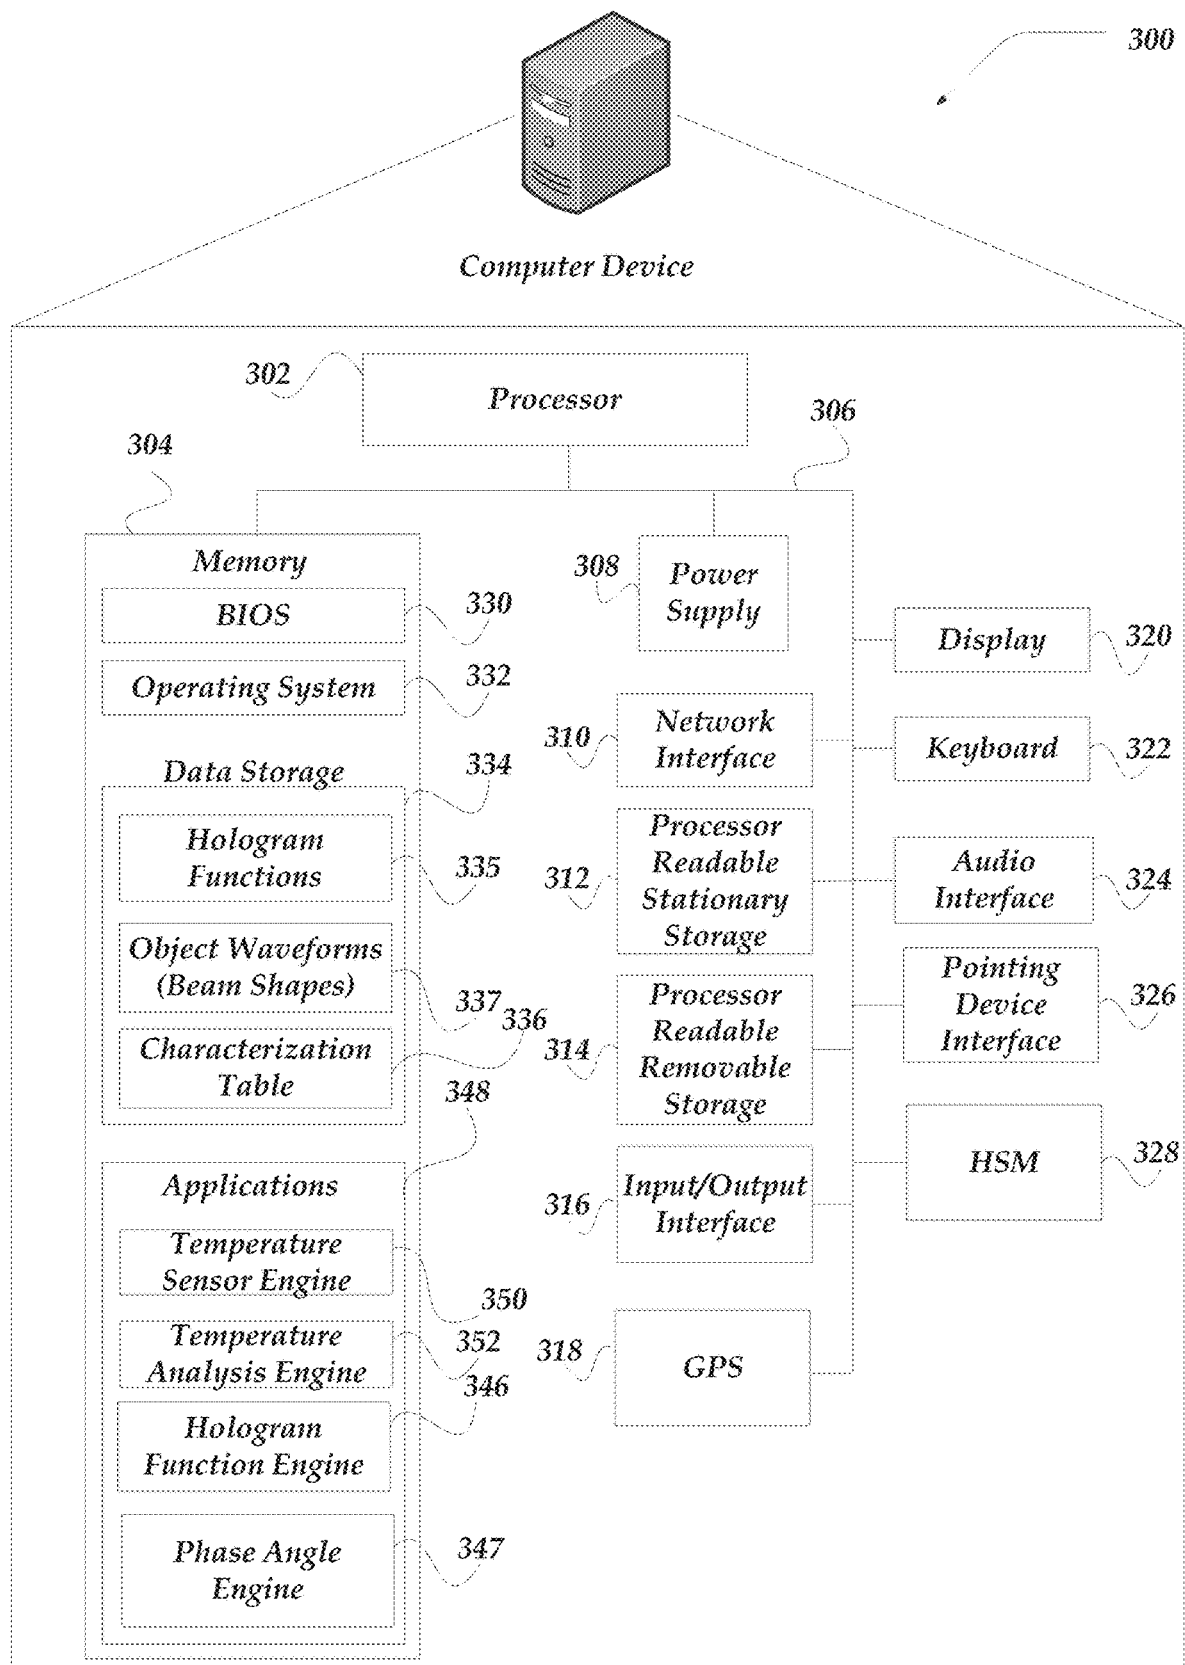 300
Computer Device
302
Processor
306
304
Memory
BIOS
330
Operating System
332
Data Storage
334
Hologram
Functions
335
Object Waveforms
(Beam Shapes)
337
Characterization
Table
336
348
Applications
Temperature
Sensor Engine
350
Temperature
Analysis Engine
352
Hologram
Function Engine
346
Phase Angle
Engine
347
308
Power
Supply
310
Network
Interface
312
Processor
Readable
Stationary
Storage
314
Processor
Readable
Removable
Storage
316
Input/Output
Interface
318
GPS
Display
320
Keyboard
322
Audio
Interface
324
Pointing
Device
Interface
326
HSM
328